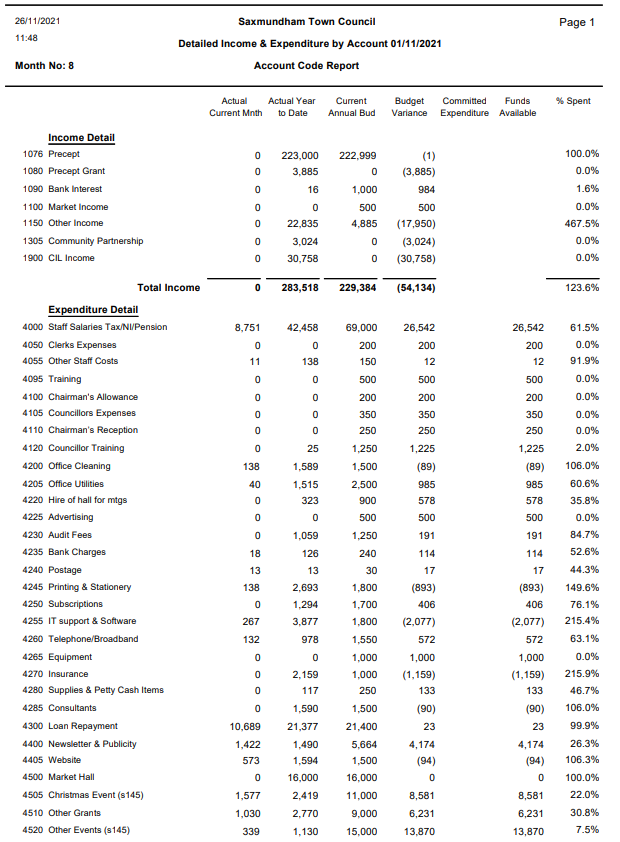 26/11/2021 Saxmundham Town Council Page 1
11:48
Detailed Income & Expenditure by Account 01/11/2021
Month No: 8 Account Code Report
Actual Actual Year Current Budget Committed Funds % Spent
Current Mnth to Date Annual Bud Variance Expenditure Available
Income Detail
1076 Precept 0 223,000 222,999 (1) 100.0%
1080 Precept Grant 0 3,885 0 (3,885) 0.0%
1090 Bank Interest 0 16 1,000 984 1.6%
1100 Market Income 0 0 500 500 0.0%
1150 Other Income 0 22,835 4,885 (17,950) 467.5%
1305 Community Partnership 0 3,024 0 (3,024) 0.0%
1900 CIL Income 0 30,758 0 (30,758) 0.0%
Total Income 0 283,518 229,384 (54,134) 123.6%
Expenditure Detail
4000 Staff Salaries Tax/NI/Pension 8,751 42,458 69,000 26,542 26,542 61.5%
4050 Clerks Expenses 0 0 200 200 200 0.0%
4055 Other Staff Costs 11 138 150 12 12 91.9%
4095 Training 0 0 500 500 500 0.0%
4100 Chairman's Allowance 0 0 200 200 200 0.0%
4105 Councillors Expenses 0 0 350 350 350 0.0%
4110 Chairman's Reception 0 0 250 250 250 0.0%
4120 Councillor Training 0 25 1,250 1,225 1,225 2.0%
4200 Office Cleaning 138 1,589 1,500 (89) (89) 106.0%
4205 Office Utilities 40 1,515 2,500 985 985 60.6%
4220 Hire of hall for mtgs 0 323 900 578 578 35.8%
4225 Advertising 0 0 500 500 500 0.0%
4230 Audit Fees 0 1,059 1,250 191 191 84.7%
4235 Bank Charges 18 126 240 114 114 52.6%
4240 Postage 13 13 30 17 17 44.3%
4245 Printing & Stationery 138 2,693 1,800 (893) (893) 149.6%
4250 Subscriptions 0 1,294 1,700 406 406 76.1%
4255 IT support & Software 267 3,877 1,800 (2,077) (2,077) 215.4%
4260 Telephone/Broadband 132 978 1,550 572 572 63.1%
4265 Equipment 0 0 1,000 1,000 1,000 0.0%
4270 Insurance 0 2,159 1,000 (1,159) (1,159) 215.9%
4280 Supplies & Petty Cash Items 0 117 250 133 133 46.7%
4285 Consultants 0 1,590 1,500 (90) (90) 106.0%
4300 Loan Repayment 10,689 21,377 21,400 23 23 99.9%
4400 Newsletter & Publicity 1,422 1,490 5,664 4,174 4,174 26.3%
4405 Website 573 1,594 1,500 (94) (94) 106.3%
4500 Market Hall 0 16,000 16,000 0 0 100.0%
4505 Christmas Event (s145) 1,577 2,419 11,000 8,581 8,581 22.0%
4510 Other Grants 1,030 2,770 9,000 6,231 6,231 30.8%
4520 Other Events (s145) 339 1,130 15,000 13,870 13,870 7.5%